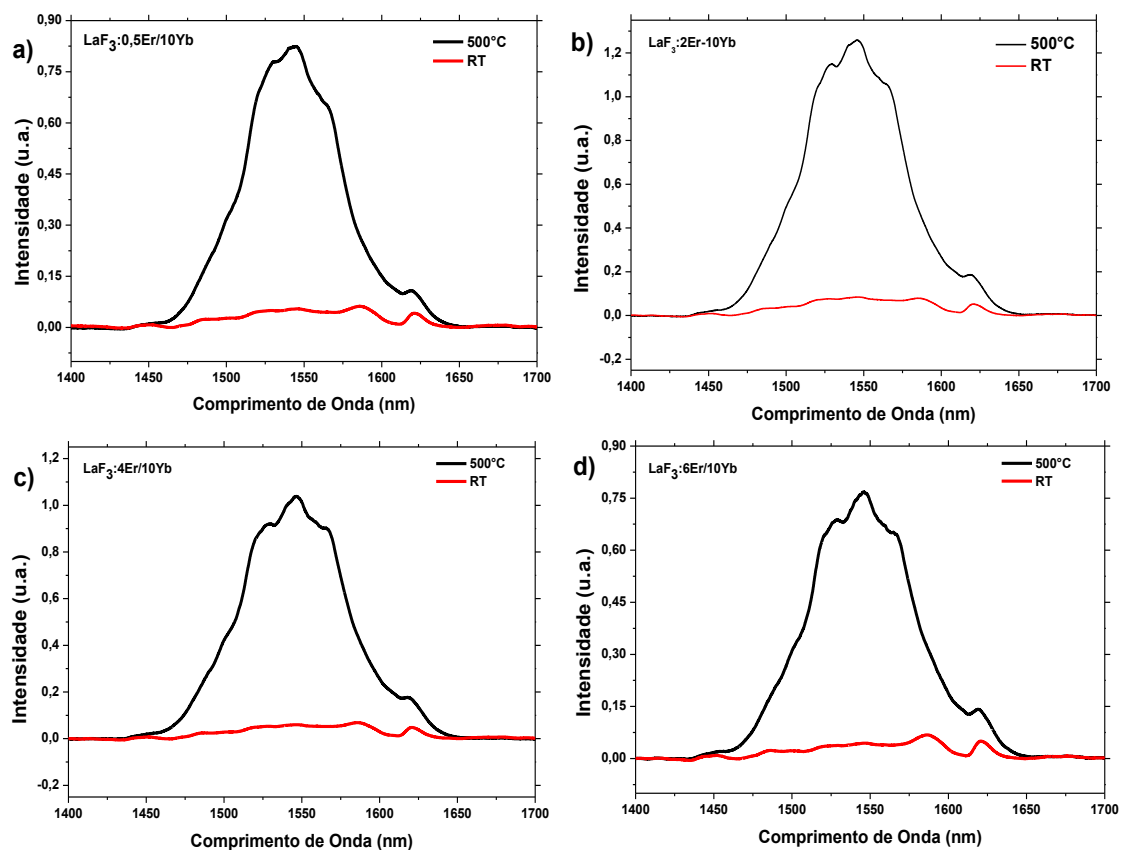 a)
LaF3:0,5Er/10Yb
500°C
RT
Intensidade (u.a.)
0,90
0,75
0,60
0,45
0,30
0,15
0,00
1400 1450 1500 1550 1600 1650 1700
Comprimento de Onda (nm)
b)
LaF3:2Er-10Yb
500°C
RT
Intensidade (u.a.)
1,2
1,0
0,8
0,6
0,4
0,2
0,0
-0,2
1400 1450 1500 1550 1600 1650 1700
Comprimento de Onda (nm)
c)
LaF3:4Er/10Yb
500°C
RT
Intensidade (u.a.)
1,2
1,0
0,8
0,6
0,4
0,2
0,0
-0,2
1400 1450 1500 1550 1600 1650 1700
Comprimento de Onda (nm)
d)
LaF3:6Er/10Yb
500°C
RT
Intensidade (u.a.)
0,90
0,75
0,60
0,45
0,30
0,15
0,00
1400 1450 1500 1550 1600 1650 1700
Comprimento de Onda (nm)